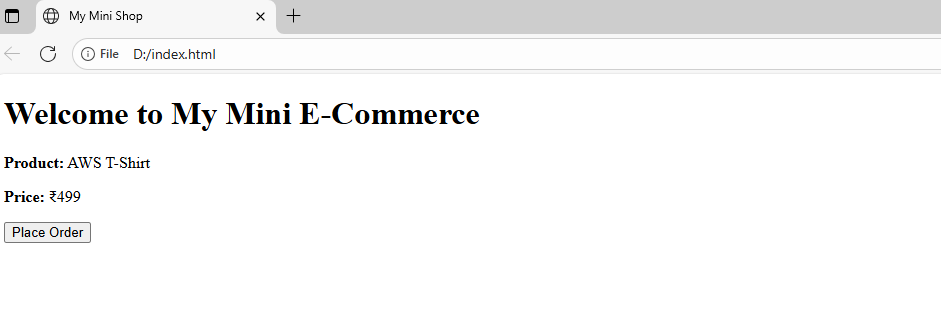 My Mini Shop
File D:/index.html
Welcome to My Mini E-Commerce
Product: AWS T-Shirt
Price: ₹499
Place Order